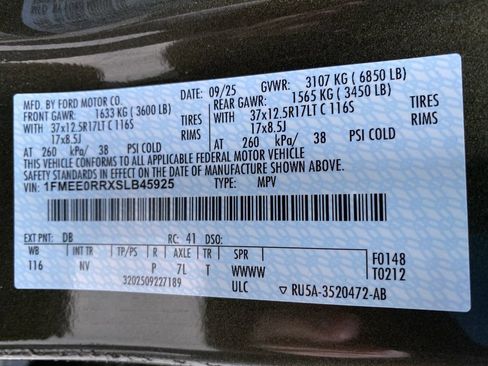 MFD. BY FORD MOTOR CO.
09/25 GVWR: 3107 KG ( 6850 LB)
FRONT GAWR: 1633 KG ( 3600 LB)
REAR GAWR: 1565 KG ( 3450 LB)
WITH 37x12.5R17LT C 116S TIRES
37x12.5R17LT C 116S TIRES
17x8.5J RIMS
WITH 17x8.5J RIMS
AT 260 kPa/ 38 PSI COLD
AT 260 kPa/ 38 PSI COLD
THIS VEHICLE CONFORMS TO ALL APPLICABLE FEDERAL MOTOR VEHICLE
SAFETY STANDARDS IN EFFECT ON THE DATE OF MANUFACTURE SHOWN ABOVE.
VIN: 1FMEE0RRXSLB45925
TYPE: MPV
EXT PNT: DB RC: 41 DSO:
WB INT TR TP/PS R AXLE TR SPR
116 NV P 7L T WWWW
F0148
T0212
3202509227189
ULC
RU5A-3520472-AB